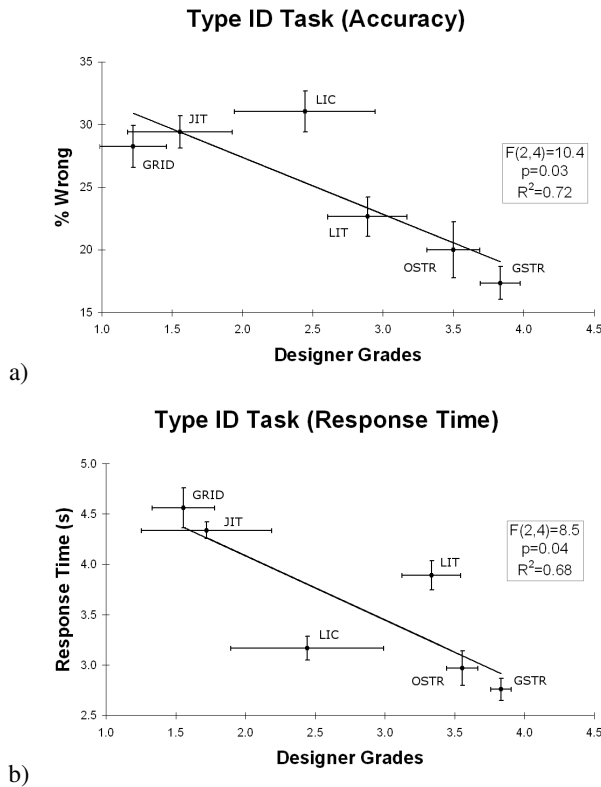 Type ID Task (Accuracy)
35
30
25
20
15
% Wrong
GRID
JIT
LIC
LIT
OSTR
GSTR
F(2,4)=10.4
p=0.03
R²=0.72
1.0 1.5 2.0 2.5 3.0 3.5 4.0 4.5
Designer Grades
a)
Type ID Task (Response Time)
5.0
4.5
4.0
3.5
3.0
2.5
Response Time (s)
GRID
JIT
LIC
LIT
OSTR
GSTR
F(2,4)=8.5
p=0.04
R²=0.68
1.0 1.5 2.0 2.5 3.0 3.5 4.0 4.5
Designer Grades
b)